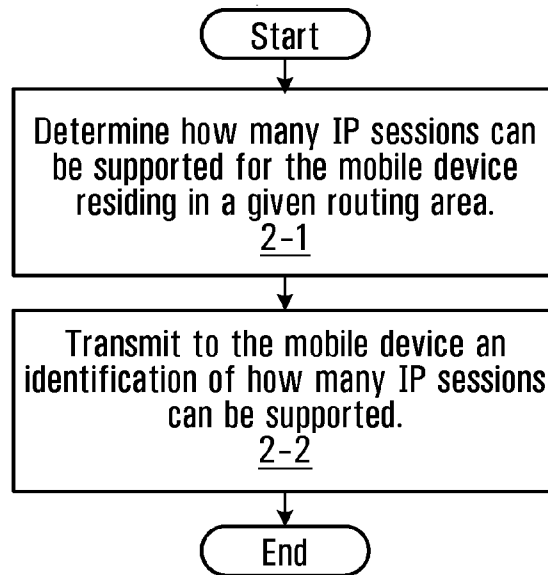 Start
Determine how many IP sessions can
be supported for the mobile device
residing in a given routing area.
2-1
Transmit to the mobile device an
identification of how many IP sessions
can be supported.
2-2
End